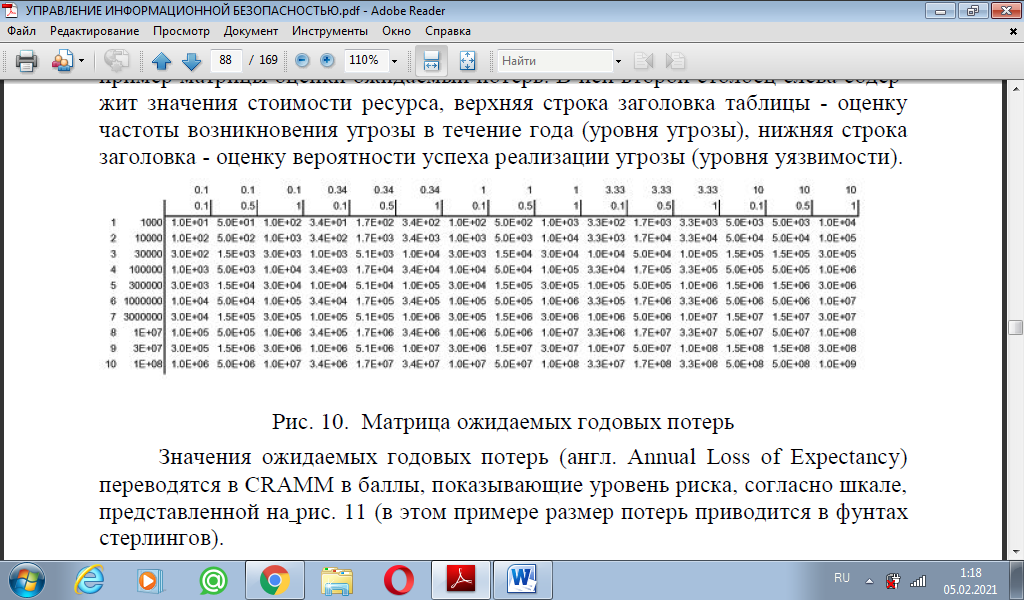 УПРАВЛЕНИЕ ИНФОРМАЦИОННОЙ БЕЗОПАСНОСТЬЮ.pdf - Adobe Reader
Файл Редактирование Просмотр Документ Инструменты Окно Справка
88 / 169 110% Найти
пример матрицы оценки ожидаемых потерь. В ней второй столбец слева содер-
жит значения стоимости ресурса, верхняя строка заголовка таблицы - оценку
частоты возникновения угрозы в течение года (уровня угрозы), нижняя строка
заголовка - оценку вероятности успеха реализации угрозы (уровня уязвимости).
0.1 0.1 0.1 0.34 0.34 0.34 1 1 1 3.33 3.33 3.33 10 10 10
0.1 0.5 1 0.1 0.5 1 0.1 0.5 1 0.1 0.5 1 0.1 0.5 1
1 1000 1.0E+01 5.0E+01 1.0E+02 3.4E+01 1.7E+02 3.4E+02 1.0E+02 5.0E+02 1.0E+03 3.3E+02 1.7E+03 3.3E+03 5.0E+03 5.0E+03 1.0E+04
2 10000 1.0E+02 5.0E+02 1.0E+03 3.4E+02 1.7E+03 3.4E+03 1.0E+03 5.0E+03 1.0E+04 3.3E+03 1.7E+04 3.3E+04 5.0E+04 5.0E+04 1.0E+05
3 30000 3.0E+02 1.5E+03 3.0E+03 1.0E+03 5.1E+03 1.0E+04 3.0E+03 1.5E+04 3.0E+04 1.0E+04 5.0E+04 1.0E+05 1.5E+05 1.5E+05 3.0E+05
4 100000 1.0E+03 5.0E+03 1.0E+04 3.4E+03 1.7E+04 3.4E+04 1.0E+04 5.0E+04 1.0E+05 3.3E+04 1.7E+05 3.3E+05 5.0E+05 5.0E+05 1.0E+06
5 300000 3.0E+03 1.5E+04 3.0E+04 1.0E+04 5.1E+04 1.0E+05 3.0E+04 1.5E+05 3.0E+05 1.0E+05 5.0E+05 1.0E+06 1.5E+06 1.5E+06 3.0E+06
6 1000000 1.0E+04 5.0E+04 1.0E+05 3.4E+04 1.7E+05 3.4E+05 1.0E+05 5.0E+05 1.0E+06 3.3E+05 1.7E+06 3.3E+06 5.0E+06 5.0E+06 1.0E+07
7 3000000 3.0E+04 1.5E+05 3.0E+05 1.0E+05 5.1E+05 1.0E+06 3.0E+05 1.5E+06 3.0E+06 1.0E+06 5.0E+06 1.0E+07 1.5E+07 1.5E+07 3.0E+07
8 1E+07 1.0E+05 5.0E+05 1.0E+06 3.4E+05 1.7E+06 3.4E+06 1.0E+06 5.0E+06 1.0E+07 3.3E+06 1.7E+07 3.3E+07 5.0E+07 5.0E+07 1.0E+08
9 3E+07 3.0E+05 1.5E+06 3.0E+06 1.0E+06 5.1E+06 1.0E+07 3.0E+06 1.5E+07 3.0E+07 1.0E+07 5.0E+07 1.0E+08 1.5E+08 1.5E+08 3.0E+08
10 1E+08 1.0E+06 5.0E+06 1.0E+07 3.4E+06 1.7E+07 3.4E+07 1.0E+07 5.0E+07 1.0E+08 3.3E+07 1.7E+08 3.3E+08 5.0E+08 5.0E+08 1.0E+09
Рис. 10. Матрица ожидаемых годовых потерь
Значения ожидаемых годовых потерь (англ. Annual Loss of Expectancy)
переводятся в CRAMM в баллы, показывающие уровень риска, согласно шкале,
представленной на рис. 11 (в этом примере размер потерь приводится в фунтах
стерлингов).
RU 1:18
05.02.2021